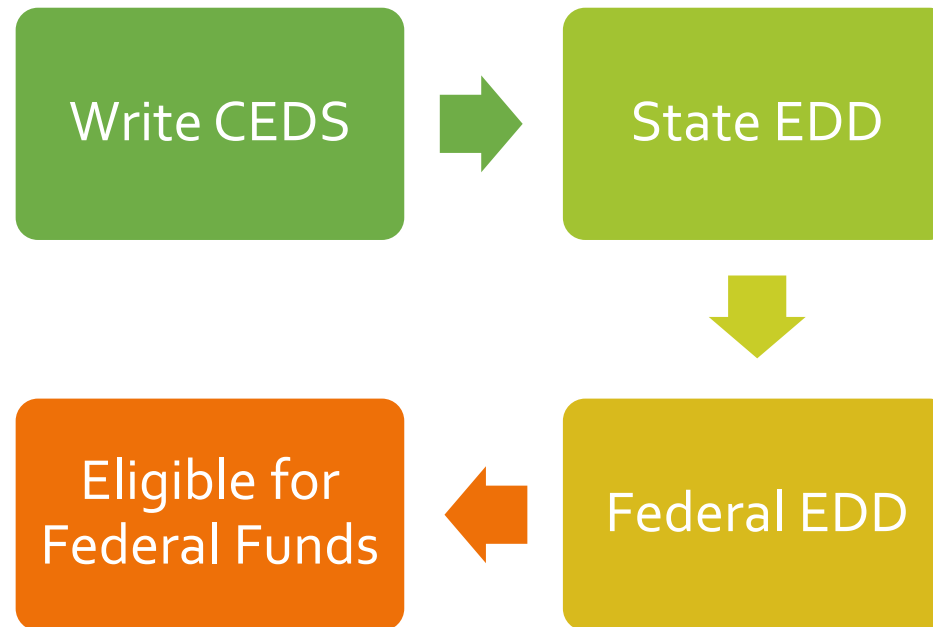 Write CEDS
State EDD
Federal EDD
Eligible for
Federal Funds